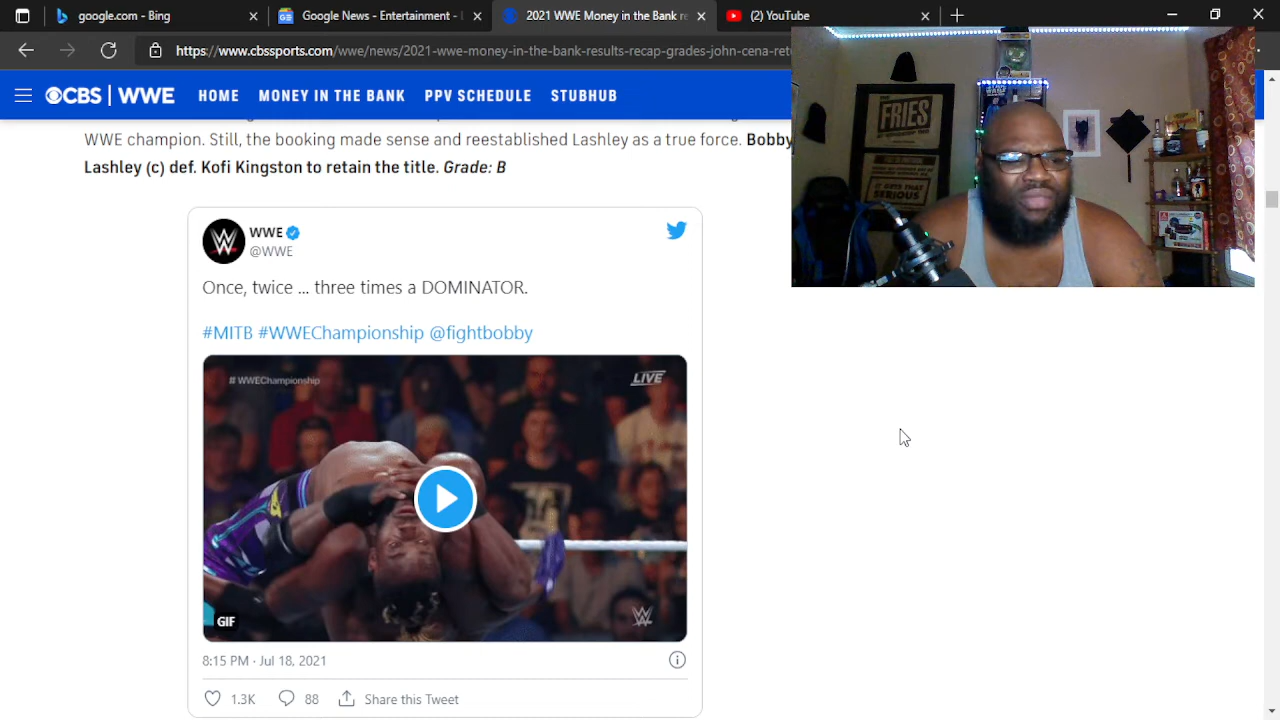 google.com - Bing
Google News - Entertainment - L
2021 WWE Money in the Bank re
(2) YouTube
https://www.cbssports.com/wwe/news/2021-wwe-money-in-the-bank-results-recap-grades-john-cena-ret
CBS | WWE HOME MONEY IN THE BANK PPV SCHEDULE STUBHUB
WWE champion. Still, the booking made sense and reestablished Lashley as a true force. Bobby
Lashley (c) def. Kofi Kingston to retain the title. Grade: B
WWE
@WWE
Once, twice ... three times a DOMINATOR.
#MITB #WWEChampionship @fightbobby
# WWEChampionship
LIVE
GIF
8:15 PM · Jul 18, 2021
1.3K 88 Share this Tweet
FRIES
SERIOUS